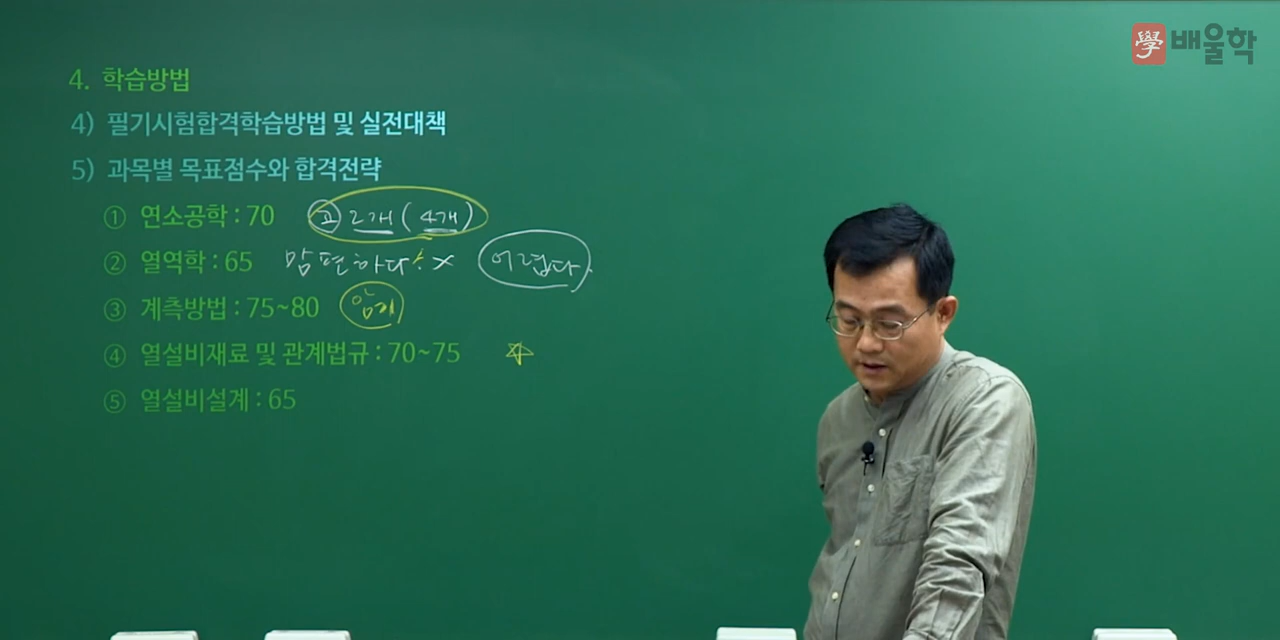 學 배울학
4. 학습방법
4) 필기시험합격학습방법 및 실전대책
5) 과목별 목표점수와 합격전략
① 연소공학 : 70 2개 (4개)
② 열역학 : 65 맘 편하다! X 어렵다.
③ 계측방법 : 75~80 암기
④ 열설비재료 및 관계법규 : 70~75 ☆
⑤ 열설비설계 : 65